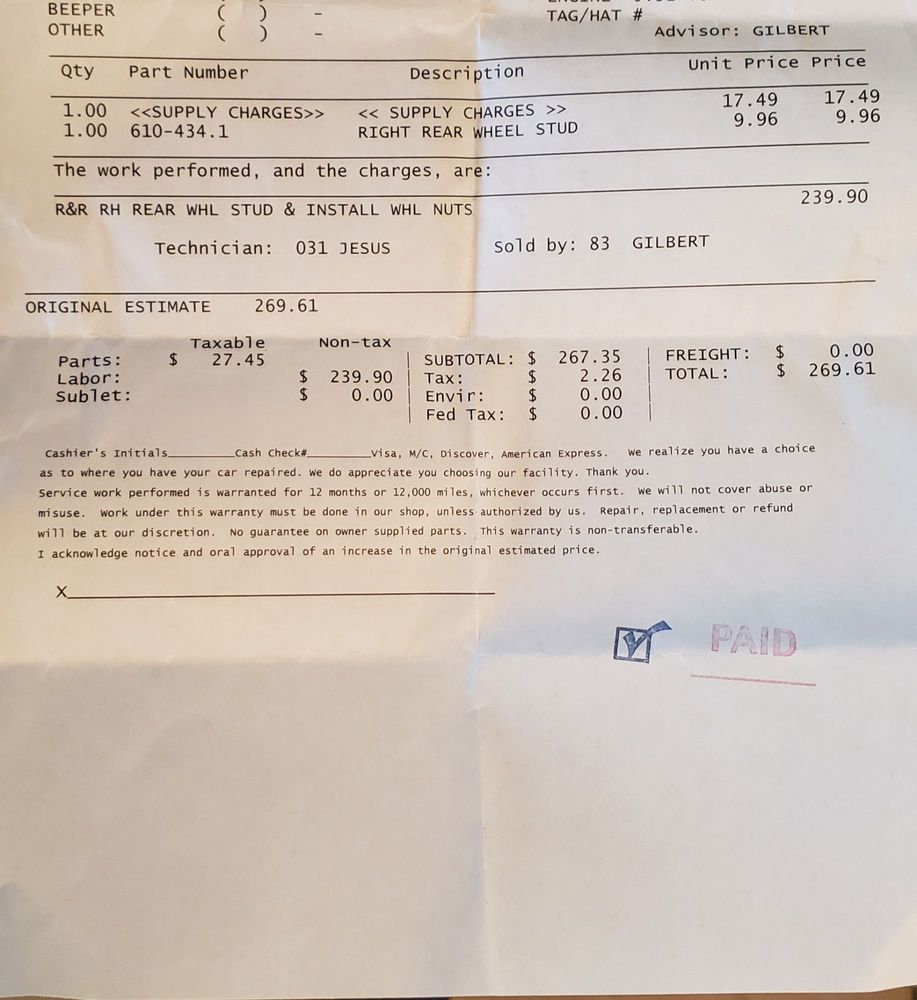 BEEPER ( ) -
TAG/HAT #
OTHER ( ) -
Advisor: GILBERT
Qty Part Number Description Unit Price Price
1.00 <<SUPPLY CHARGES>> << SUPPLY CHARGES >> 17.49 17.49
1.00 610-434.1 RIGHT REAR WHEEL STUD 9.96 9.96
The work performed, and the charges, are:
R&R RH REAR WHL STUD & INSTALL WHL NUTS 239.90
Technician: 031 JESUS Sold by: 83 GILBERT
ORIGINAL ESTIMATE 269.61
Taxable Non-tax
Parts: $ 27.45 SUBTOTAL: $ 267.35 FREIGHT: $ 0.00
Labor: $ 239.90 Tax: $ 2.26 TOTAL: $ 269.61
Sublet: $ 0.00 Envir: $ 0.00
Fed Tax: $ 0.00
Cashier's Initials________Cash Check#________Visa, M/C, Discover, American Express. We realize you have a choice
as to where you have your car repaired. We do appreciate you choosing our facility. Thank you.
Service work performed is warranted for 12 months or 12,000 miles, whichever occurs first. We will not cover abuse or
misuse. Work under this warranty must be done in our shop, unless authorized by us. Repair, replacement or refund
will be at our discretion. No guarantee on owner supplied parts. This warranty is non-transferable.
I acknowledge notice and oral approval of an increase in the original estimated price.
X________________________________
PAID